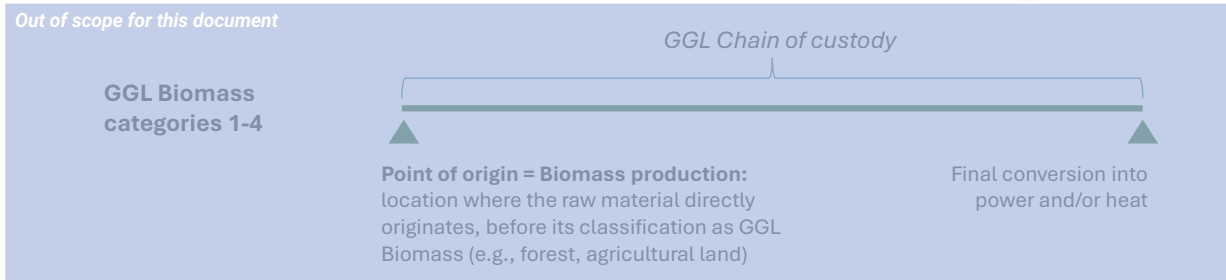 Out of scope for this document
GGL Chain of custody
GGL Biomass
categories 1-4
Point of origin = Biomass production:
location where the raw material directly
originates, before its classification as GGL
Biomass (e.g., forest, agricultural land)
Final conversion into
power and/or heat